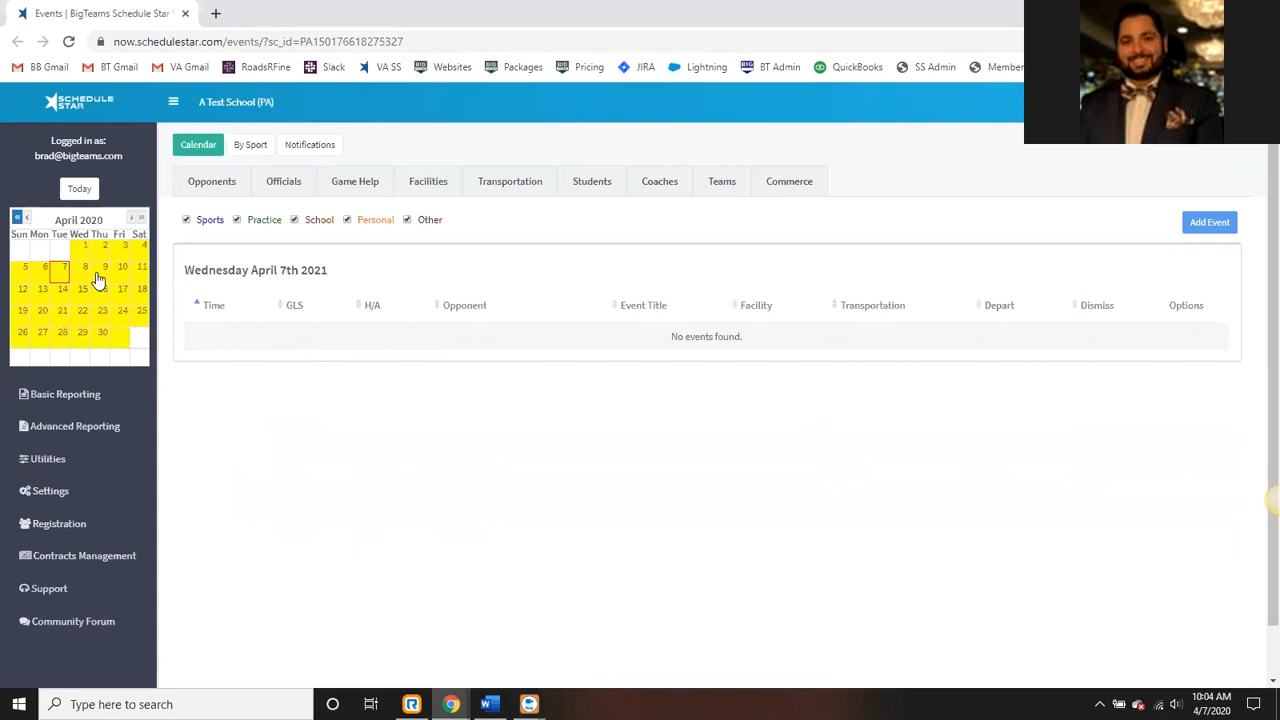 Events | BigTeams Schedule Star
now.schedulestar.com/events/?sc_id=PA150176618275327
BB Gmail BT Gmail VA Gmail RoadsRFine Slack VA SS Websites Packages Pricing JIRA Lightning BT Admin QuickBooks SS Admin Member
SCHEDULE STAR
A Test School (PA)
Logged in as:
brad@bigteams.com
Today
« ‹ April 2020 › »
Sun Mon Tue Wed Thu Fri Sat
1 2 3 4
5 6 7 8 9 10 11
12 13 14 15 16 17 18
19 20 21 22 23 24 25
26 27 28 29 30
Basic Reporting
Advanced Reporting
Utilities
Settings
Registration
Contracts Management
Support
Community Forum
Calendar By Sport Notifications
Opponents Officials Game Help Facilities Transportation Students Coaches Teams Commerce
Sports Practice School Personal Other
Add Event
Wednesday April 7th 2021
Time GLS H/A Opponent Event Title Facility Transportation Depart Dismiss Options
No events found.
Type here to search
10:04 AM
4/7/2020